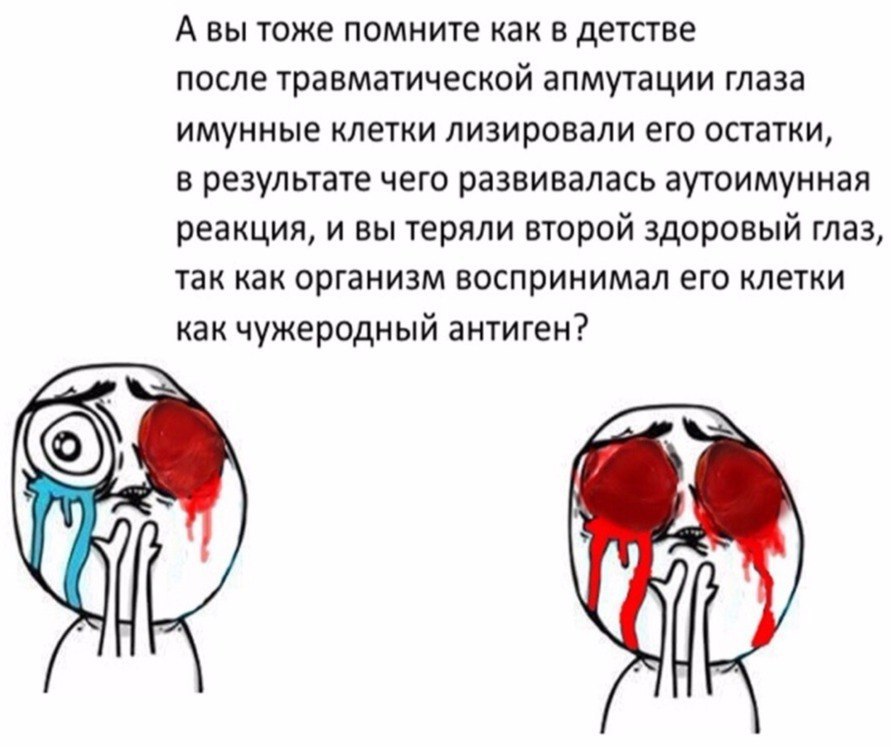 А вы тоже помните как в детстве
после травматической апмутации глаза
имунные клетки лизировали его остатки,
в результате чего развивалась аутоимунная
реакция, и вы теряли второй здоровый глаз,
так как организм воспринимал его клетки
как чужеродный антиген?